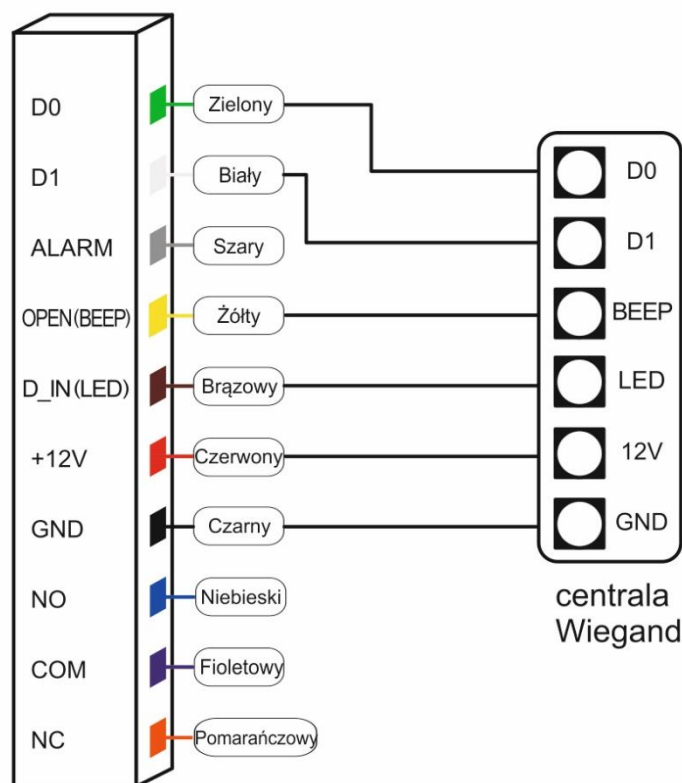 D0
Zielony
D0
D1
Biały
D1
ALARM
Szary
OPEN(BEEP)
Żółty
BEEP
D_IN(LED)
Brązowy
LED
+12V
Czerwony
12V
GND
Czarny
GND
NO
Niebieski
COM
Fioletowy
NC
Pomarańczowy
centrala
Wiegand